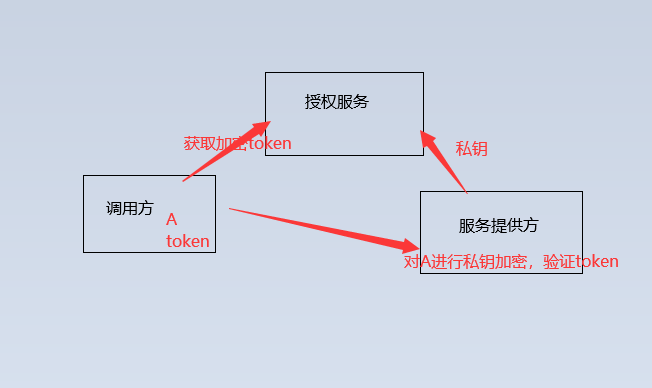 授权服务
获取加密token
私钥
调用方
A
token
服务提供方
对A进行私钥加密，验证token